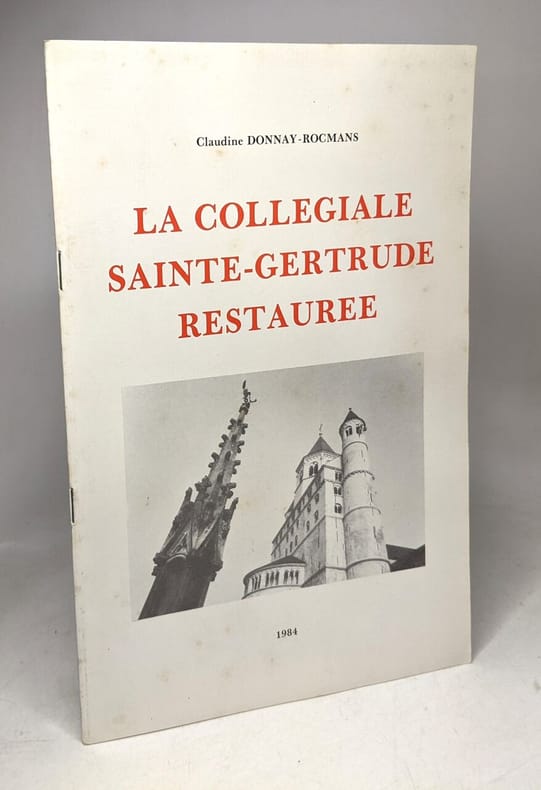 Claudine DONNAY-ROCMANS
LA COLLEGIALE
SAINTE-GERTRUDE
RESTAUREE
1984